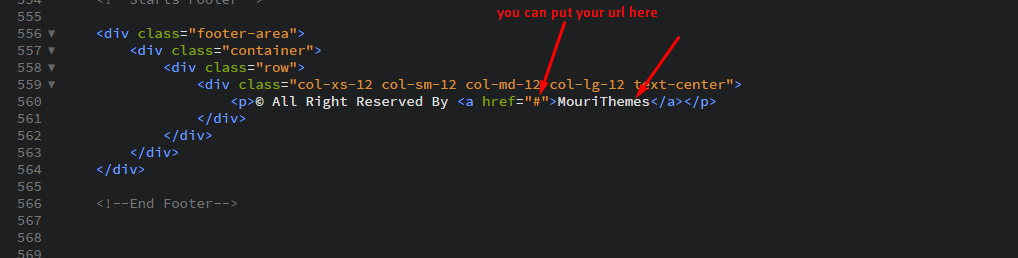 554 <!--Starts Footer-->
you can put your url here
555
556 ▼ <div class="footer-area">
557 ▼ <div class="container">
558 ▼ <div class="row">
559 ▼ <div class="col-xs-12 col-sm-12 col-md-12 col-lg-12 text-center">
560 <p>© All Right Reserved By <a href="#">MouriThemes</a></p>
561 </div>
562 </div>
563 </div>
564 </div>
565
566 <!--End Footer-->
567
568
569